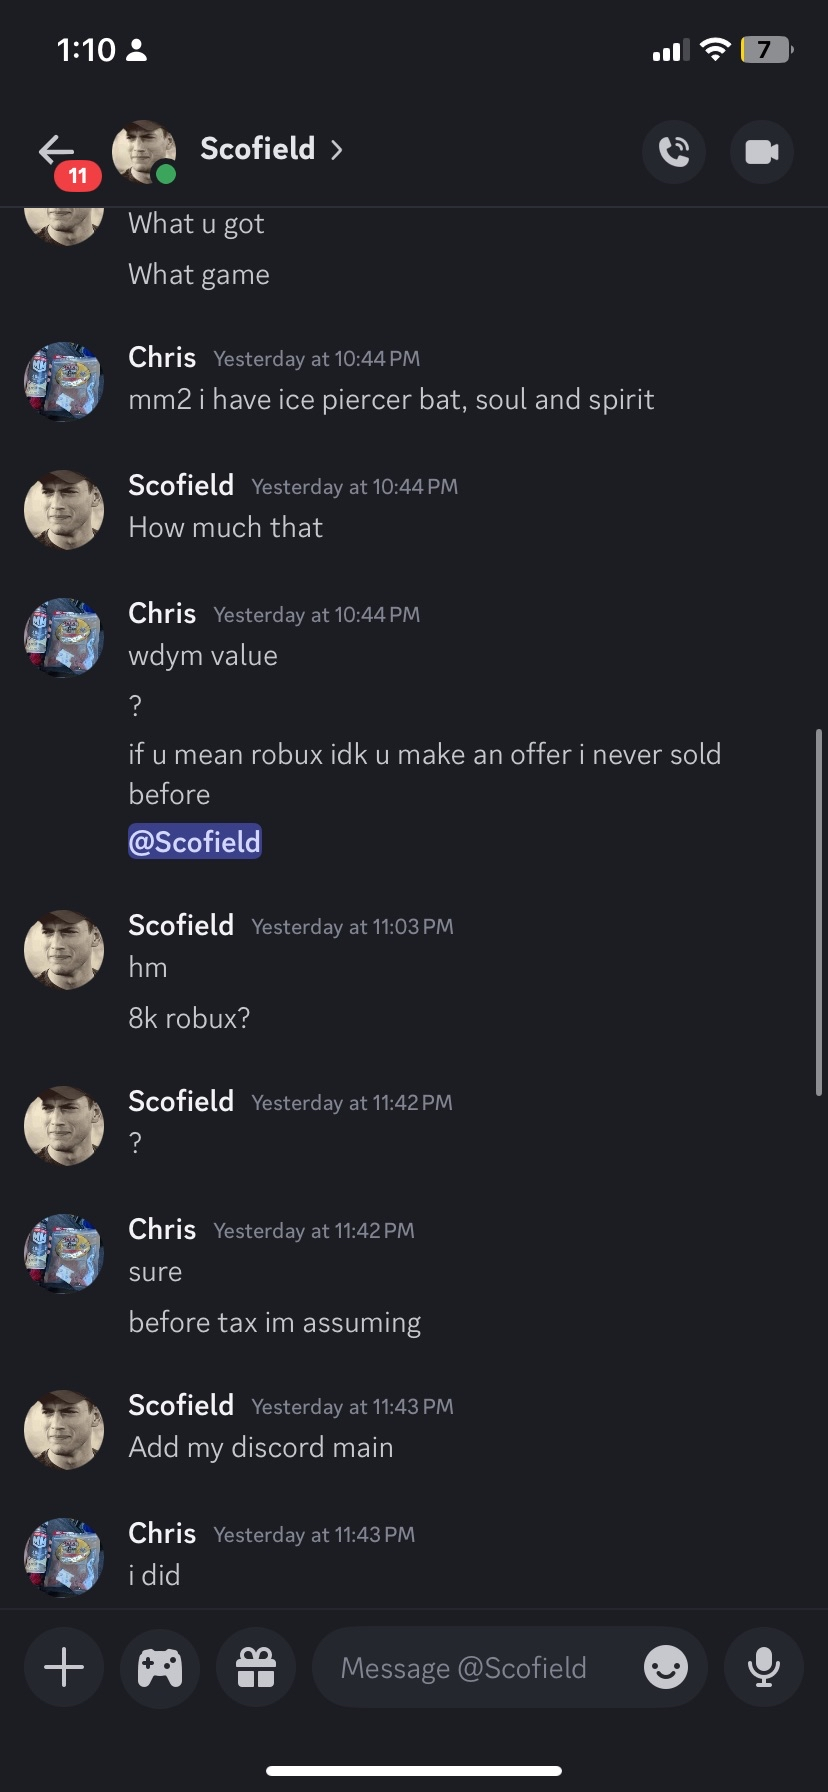 1:10
7
11
Scofield
What u got
What game
Chris Yesterday at 10:44 PM
mm2 i have ice piercer bat, soul and spirit
Scofield Yesterday at 10:44 PM
How much that
Chris Yesterday at 10:44 PM
wdym value
?
if u mean robux idk u make an offer i never sold
before
@Scofield
Scofield Yesterday at 11:03 PM
hm
8k robux?
Scofield Yesterday at 11:42 PM
?
Chris Yesterday at 11:42 PM
sure
before tax im assuming
Scofield Yesterday at 11:43 PM
Add my discord main
Chris Yesterday at 11:43 PM
i did
Message @Scofield